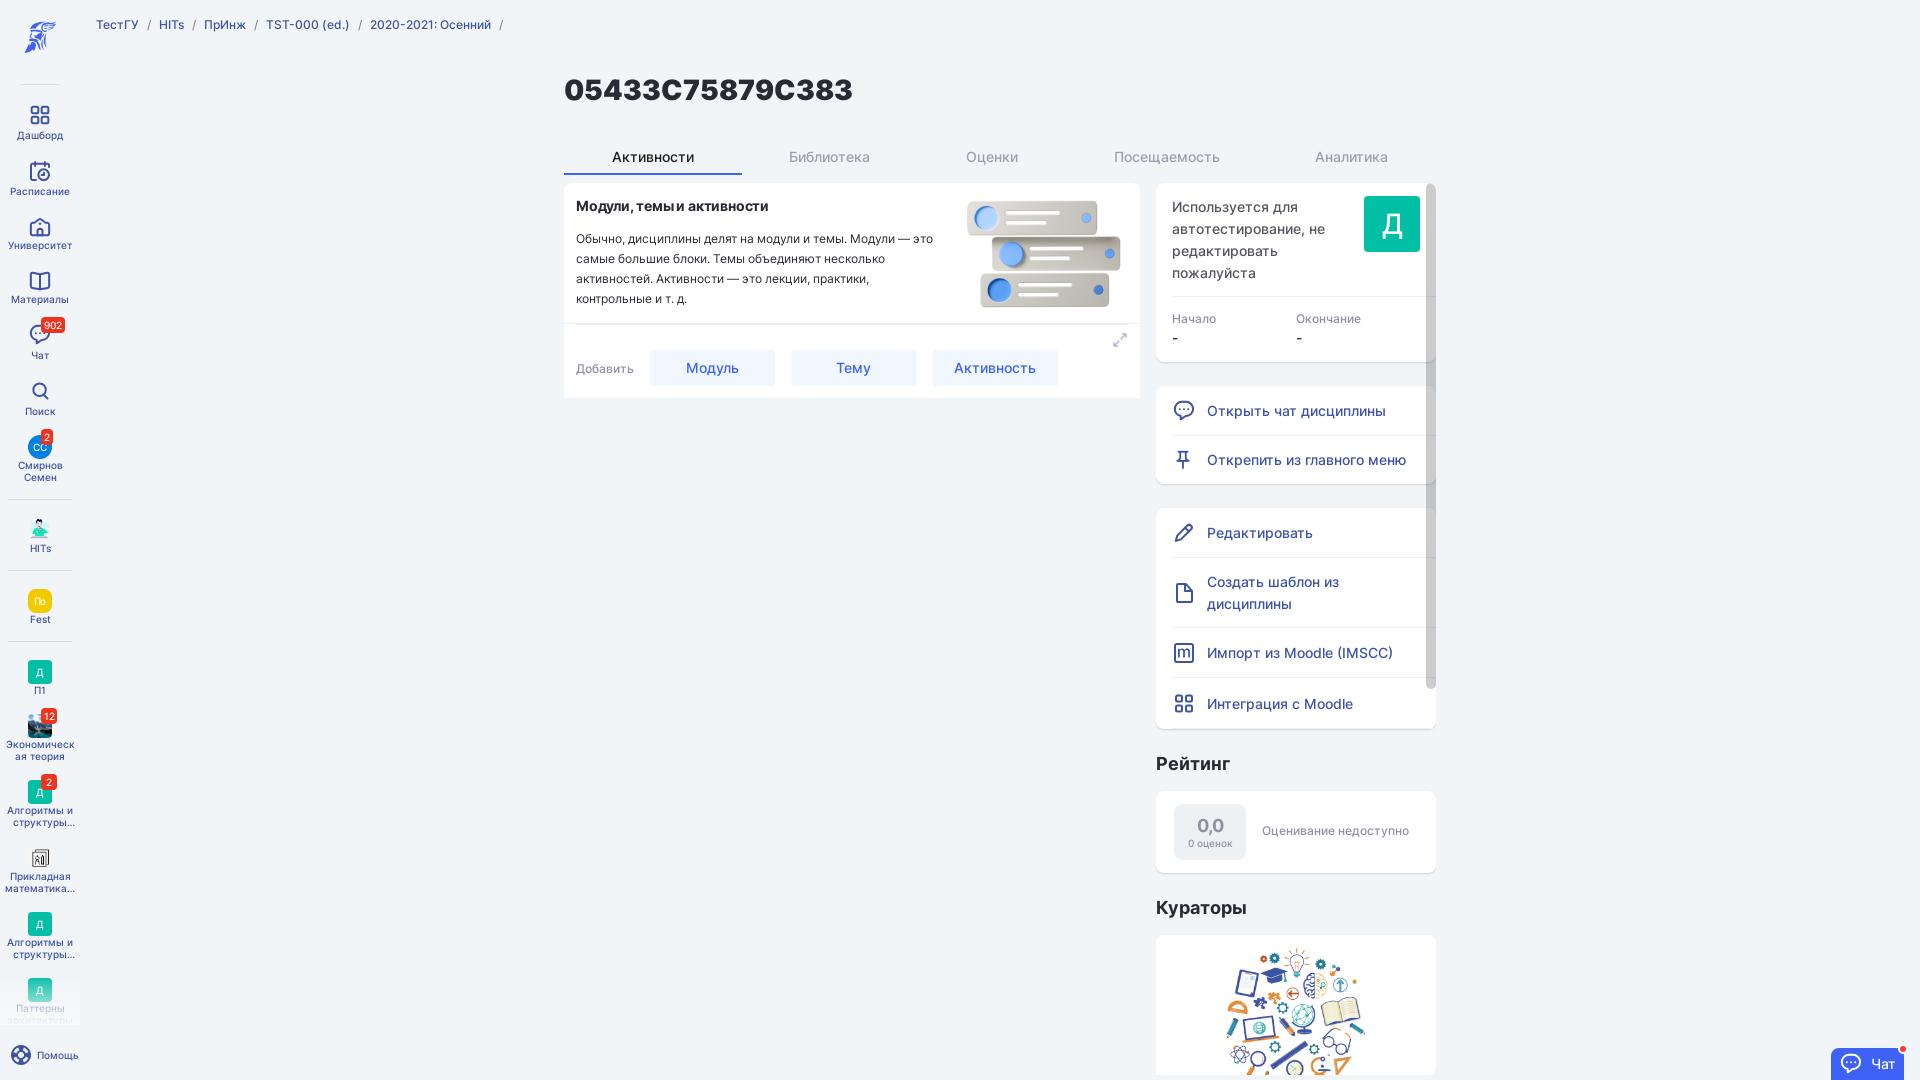 ТестГУ / HITs / ПрИнж / TST-000 (ed.) / 2020-2021: Осенний /
05433C75879C383
Дашборд
Расписание
Университет
Материалы
902
Чат
Поиск
СС
2
Смирнов
Семен
HITs
По
Fest
Д
П1
12
Экономическ
ая теория
Д
2
Алгоритмы и
структуры...
Прикладная
математика...
Д
Алгоритмы и
структуры...
Д
Паттерны
архитектуры
Помощь
Активности
Библиотека
Оценки
Посещаемость
Аналитика
Модули, темы и активности
Обычно, дисциплины делят на модули и темы. Модули — это
самые большие блоки. Темы объединяют несколько
активностей. Активности — это лекции, практики,
контрольные и т. д.
Добавить
Модуль
Тему
Активность
Используется для
автотестирование, не
редактировать
пожалуйста
Д
Начало
Окончание
-
-
Открыть чат дисциплины
Открепить из главного меню
Редактировать
Создать шаблон из
дисциплины
Импорт из Moodle (IMSCC)
Интеграция с Moodle
Рейтинг
0,0
0 оценок
Оценивание недоступно
Кураторы
Чат